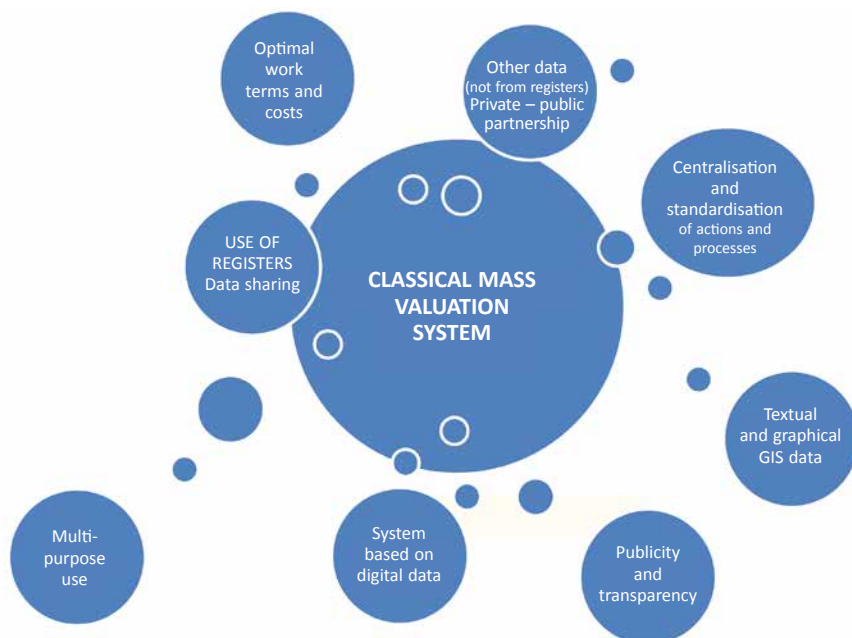 Optimal
work
terms and
costs
Other data
(not from registers)
Private – public
partnership
Centralisation
and
standardisation
of actions and
processes
USE OF
REGISTERS
Data sharing
CLASSICAL MASS
VALUATION
SYSTEM
Textual
and graphical
GIS data
Multi-
purpose
use
System
based on
digital data
Publicity
and
transparency